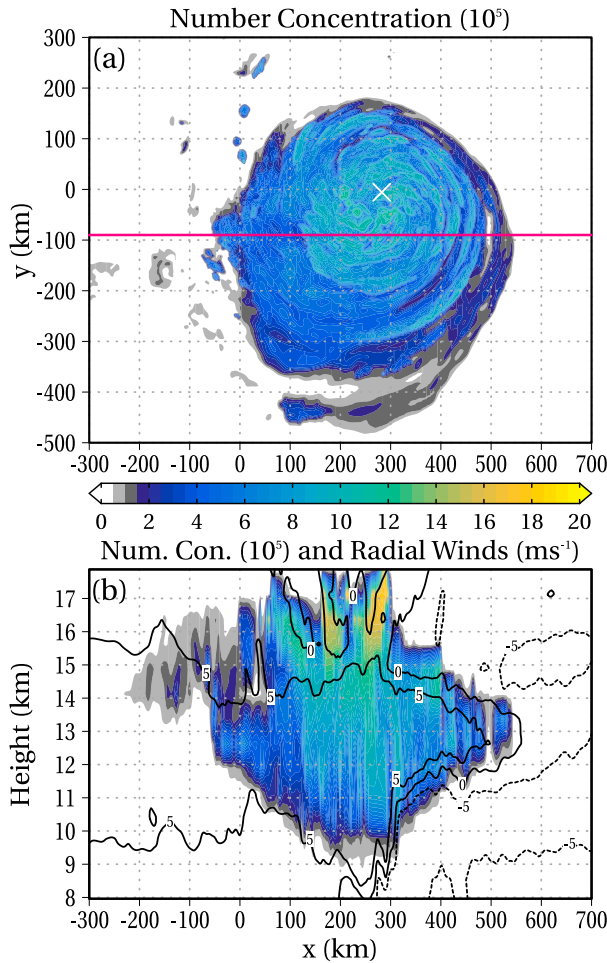 Number Concentration (10⁵)
(a)
300
200
100
0
-100
-200
-300
-400
-500
y (km)
-300 -200 -100 0 100 200 300 400 500 600 700
0 2 4 6 8 10 12 14 16 18 20
Num. Con. (10⁵) and Radial Winds (ms⁻¹)
(b)
17
16
15
14
13
12
11
10
9
8
Height (km)
0 0
5 0 -5
5 5
5 0
-5
5 5 -5
-300 -200 -100 0 100 200 300 400 500 600 700
x (km)